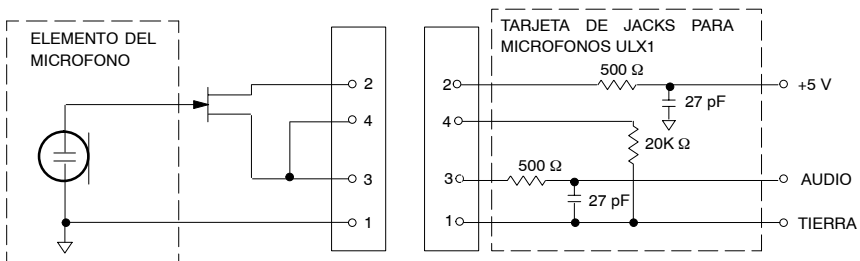 ELEMENTO DEL
MICROFONO
2
4
3
1
TARJETA DE JACKS PARA
MICROFONOS ULX1
2
500 Ω
+5 V
27 pF
4
20K Ω
500 Ω
3
AUDIO
27 pF
1
TIERRA